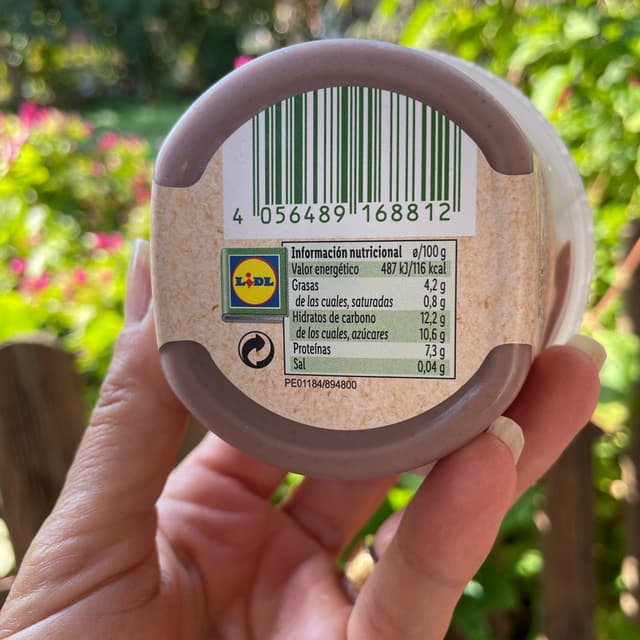 4 056489 168812
LIDL
Información nutricional ø/100 g
Valor energético 487 kJ/116 kcal
Grasas 4,2 g
de las cuales, saturadas 0,8 g
Hidratos de carbono 12,2 g
de los cuales, azúcares 10,6 g
Proteínas 7,3 g
Sal 0,04 g
PE01184/894800